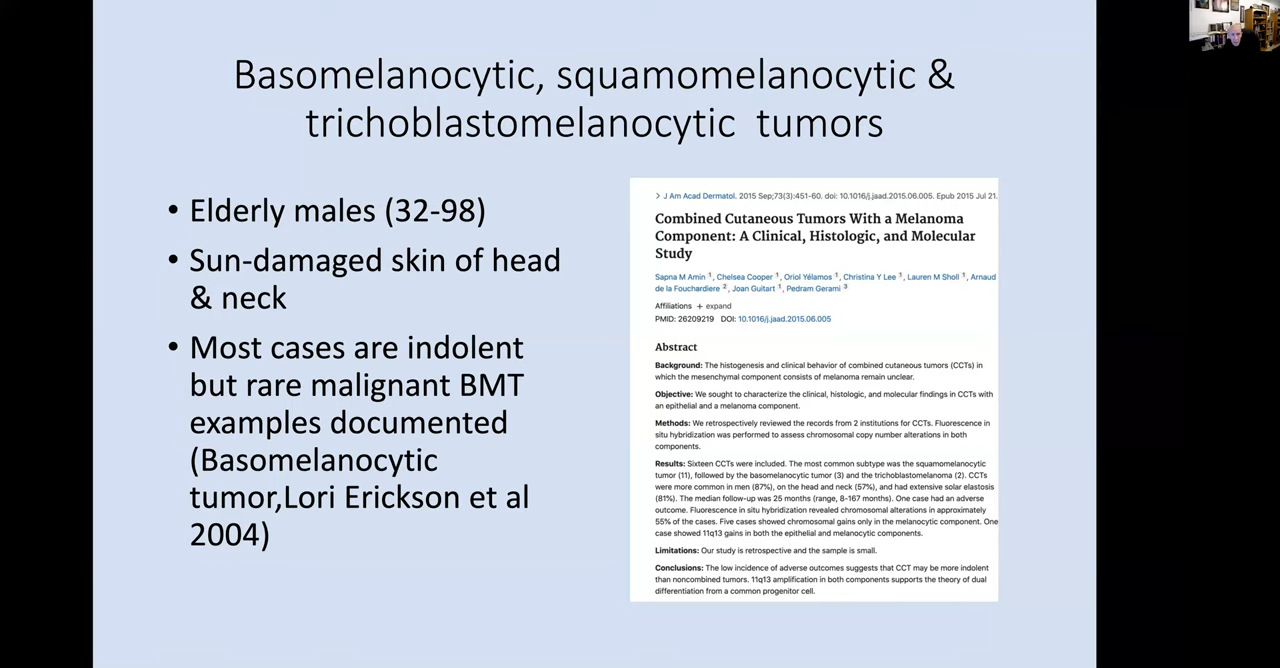 Basomelanocytic, squamomelanocytic &
trichoblastomelanocytic tumors
• Elderly males (32-98)
• Sun-damaged skin of head
& neck
• Most cases are indolent
but rare malignant BMT
examples documented
(Basomelanocytic
tumor,Lori Erickson et al
2004)
> J Am Acad Dermatol. 2015 Sep;73(3):451-60. doi: 10.1016/j.jaad.2015.06.005. Epub 2015 Jul 21.
Combined Cutaneous Tumors With a Melanoma
Component: A Clinical, Histologic, and Molecular
Study
Sapna M Amin 1, Chelsea Cooper 1, Oriol Yélamos 1, Christina Y Lee 1, Lauren M Sholl 1, Arnaud
de la Fouchardiere 2, Joan Guitart 1, Pedram Gerami 3
Affiliations + expand
PMID: 26209219 DOI: 10.1016/j.jaad.2015.06.005
Abstract
Background: The histogenesis and clinical behavior of combined cutaneous tumors (CCTs) in
which the mesenchymal component consists of melanoma remain unclear.
Objective: We sought to characterize the clinical, histologic, and molecular findings in CCTs with
an epithelial and a melanoma component.
Methods: We retrospectively reviewed the records from 2 institutions for CCTs. Fluorescence in
situ hybridization was performed to assess chromosomal copy number alterations in both
components.
Results: Sixteen CCTs were included. The most common subtype was the squamomelanocytic
tumor (11), followed by the basomelanocytic tumor (3) and the trichoblastomelanoma (2). CCTs
were more common in men (87%), on the head and neck (57%), and had extensive solar elastosis
(81%). The median follow-up was 25 months (range, 8-167 months). One case had an adverse
outcome. Fluorescence in situ hybridization revealed chromosomal alterations in approximately
55% of the cases. Five cases showed chromosomal gains only in the melanocytic component. One
case showed 11q13 gains in both the epithelial and melanocytic components.
Limitations: Our study is retrospective and the sample is small.
Conclusions: The low incidence of adverse outcomes suggests that CCT may be more indolent
than noncombined tumors. 11q13 amplification in both components supports the theory of dual
differentiation from a common progenitor cell.